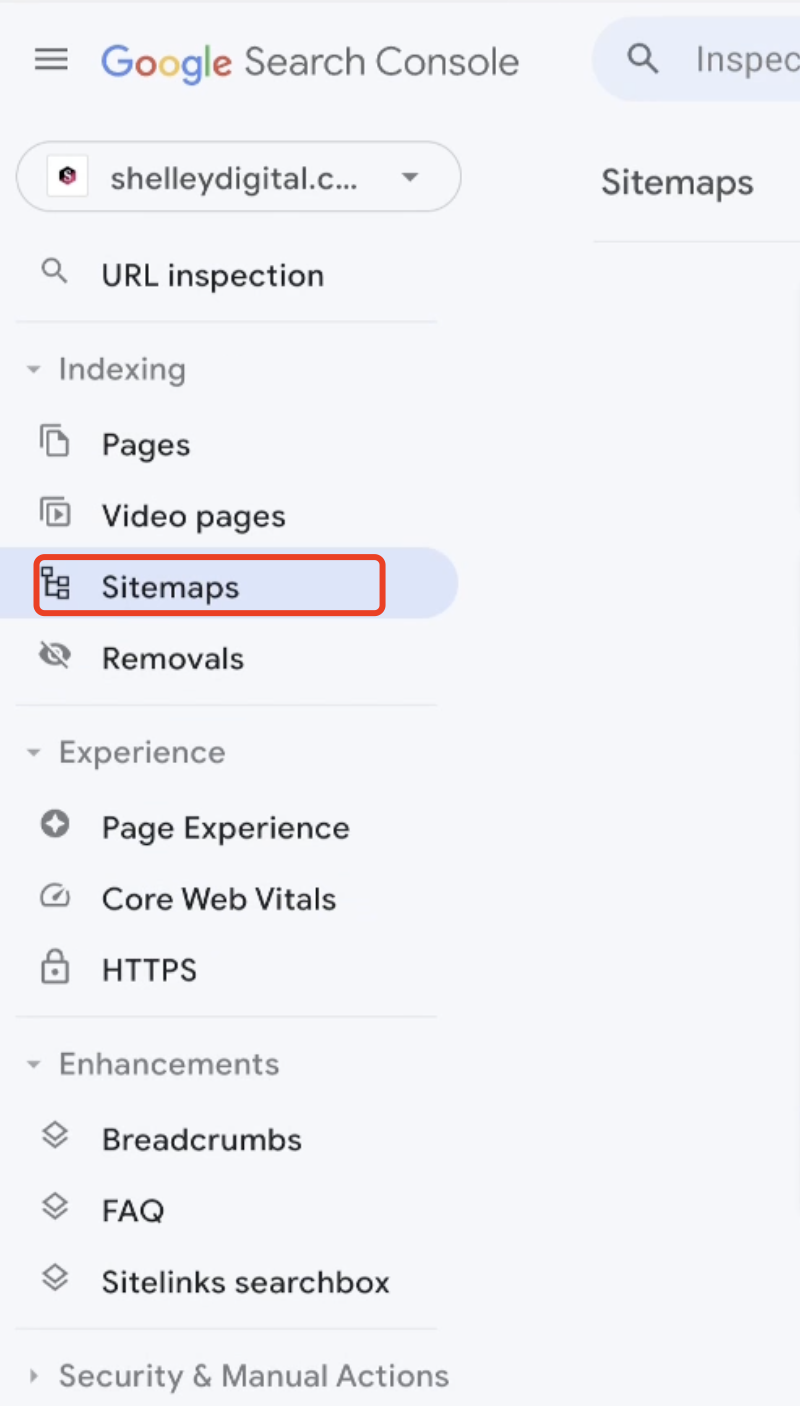 Google Search Console
Inspec
shelleydigital.c...
Sitemaps
URL inspection
Indexing
Pages
Video pages
Sitemaps
Removals
Experience
Page Experience
Core Web Vitals
HTTPS
Enhancements
Breadcrumbs
FAQ
Sitelinks searchbox
Security & Manual Actions